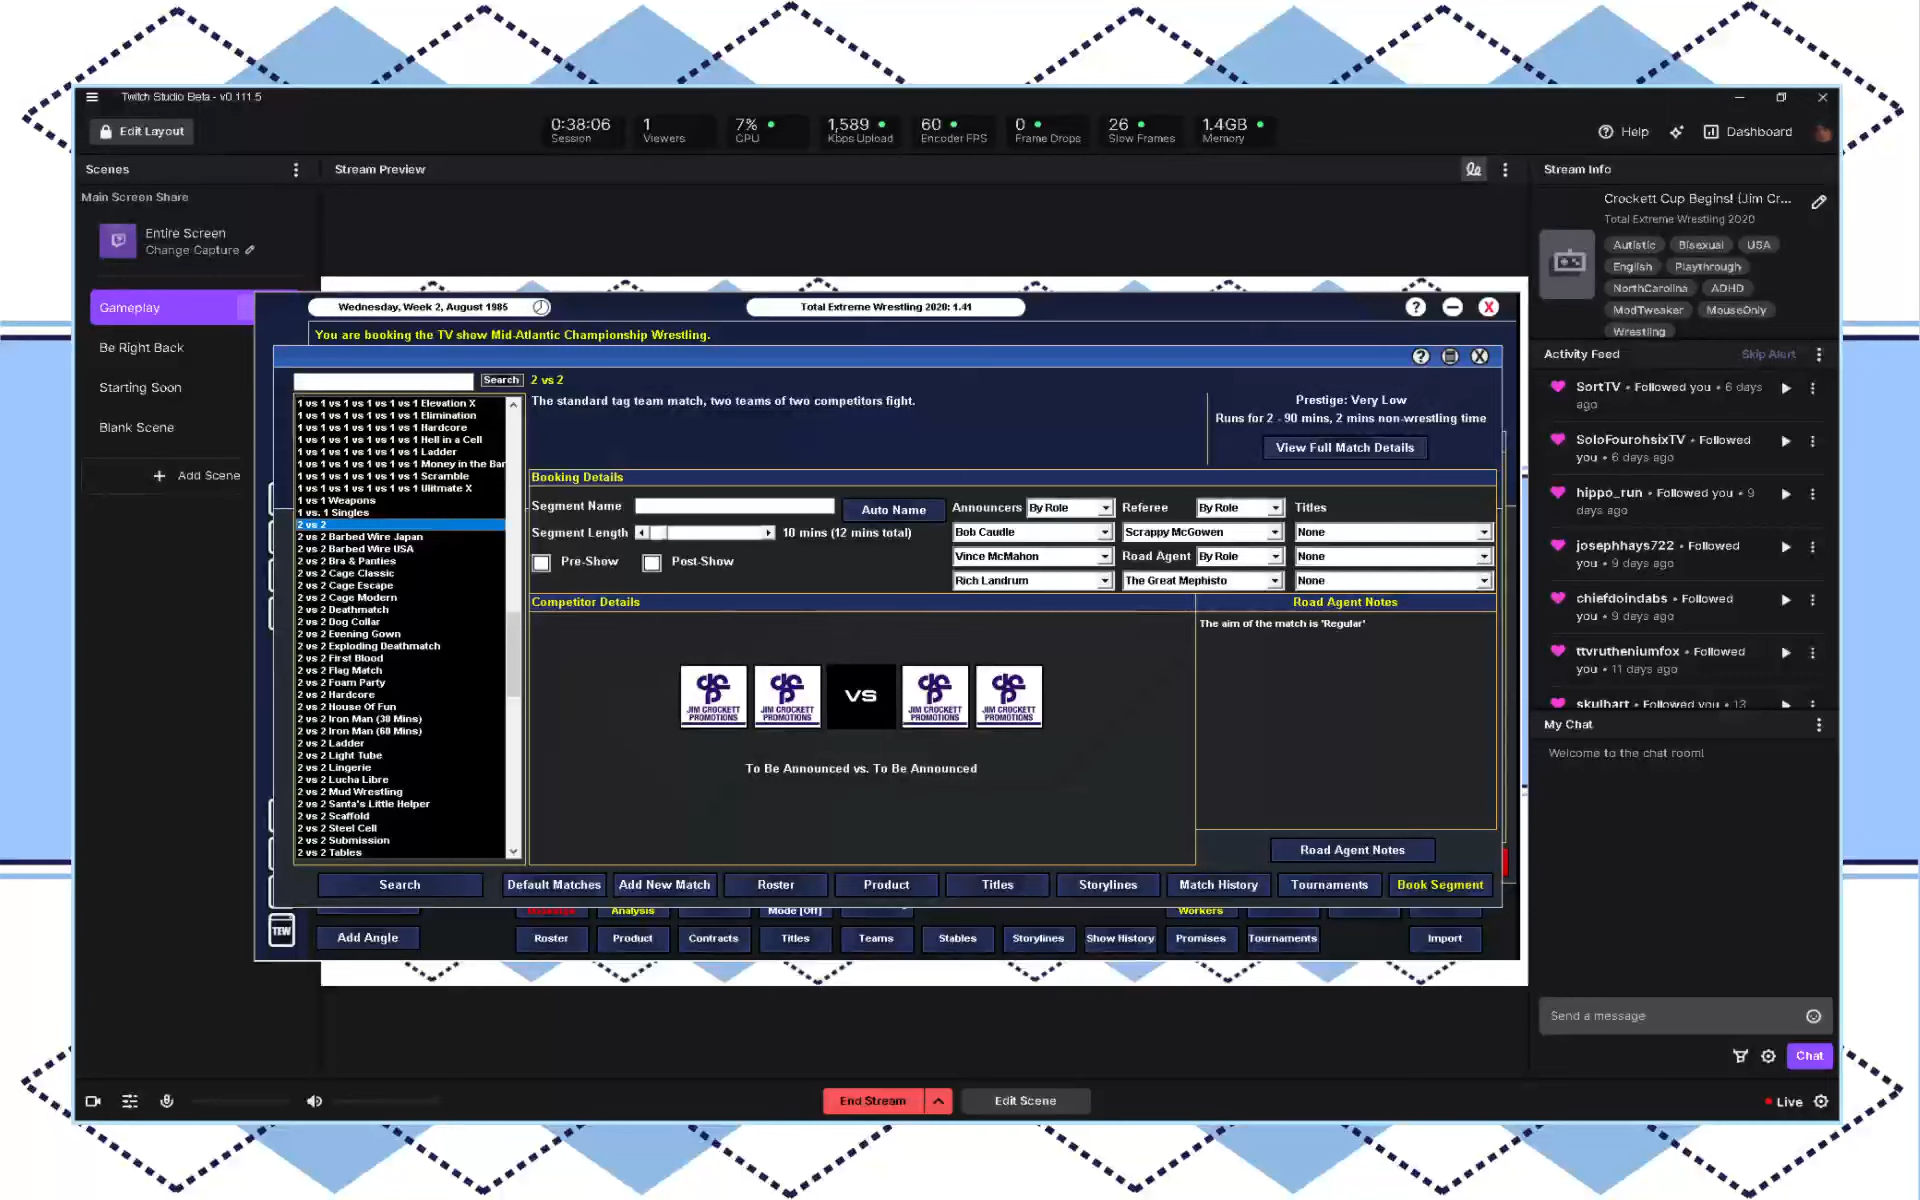 Twitch Studio Beta - v0.111.5
Edit Layout
0:38:06
Session
1
Viewers
7%
CPU
1,589
Kbps Upload
60
Encoder FPS
0
Frame Drops
26
Slow Frames
1.4GB
Memory
Help
Dashboard
Scenes
Stream Preview
Stream Info
Main Screen Share
Entire Screen
Change Capture
Gameplay
Be Right Back
Starting Soon
Blank Scene
Add Scene
Crockett Cup Begins! (Jim Cr...
Total Extreme Wrestling 2020
Autistic Bisexual USA
English Playthrough
NorthCarolina ADHD
ModTweaker MouseOnly
Wrestling
Activity Feed Skip Alert
SortTV • Followed you • 6 days
ago
SoloFourohsixTV • Followed
you • 6 days ago
hippo_run • Followed you • 9
days ago
josephhays722 • Followed
you • 9 days ago
chiefdoindabs • Followed
you • 9 days ago
ttvrutheniumfox • Followed
you • 11 days ago
skulbart • Followed you • 13
My Chat
Welcome to the chat room!
Send a message
Chat
Wednesday, Week 2, August 1985
Total Extreme Wrestling 2020: 1.41
You are booking the TV show Mid-Atlantic Championship Wrestling.
Search
2 vs 2
The standard tag team match, two teams of two competitors fight.
Prestige: Very Low
Runs for 2 - 90 mins, 2 mins non-wrestling time
View Full Match Details
1 vs 1 vs 1 vs 1 vs 1 vs 1 Elevation X
1 vs 1 vs 1 vs 1 vs 1 vs 1 Elimination
1 vs 1 vs 1 vs 1 vs 1 vs 1 Hardcore
1 vs 1 vs 1 vs 1 vs 1 vs 1 Hell in a Cell
1 vs 1 vs 1 vs 1 vs 1 vs 1 Ladder
1 vs 1 vs 1 vs 1 vs 1 vs 1 Money in the Bar
1 vs 1 vs 1 vs 1 vs 1 vs 1 Scramble
1 vs 1 vs 1 vs 1 vs 1 vs 1 Ulitmate X
1 vs 1 Weapons
1 vs. 1 Singles
2 vs 2
2 vs 2 Barbed Wire Japan
2 vs 2 Barbed Wire USA
2 vs 2 Bra & Panties
2 vs 2 Cage Classic
2 vs 2 Cage Escape
2 vs 2 Cage Modern
2 vs 2 Deathmatch
2 vs 2 Dog Collar
2 vs 2 Evening Gown
2 vs 2 Exploding Deathmatch
2 vs 2 First Blood
2 vs 2 Flag Match
2 vs 2 Foam Party
2 vs 2 Hardcore
2 vs 2 House Of Fun
2 vs 2 Iron Man (30 Mins)
2 vs 2 Iron Man (60 Mins)
2 vs 2 Ladder
2 vs 2 Light Tube
2 vs 2 Lingerie
2 vs 2 Lucha Libre
2 vs 2 Mud Wrestling
2 vs 2 Santa's Little Helper
2 vs 2 Scaffold
2 vs 2 Steel Cell
2 vs 2 Submission
2 vs 2 Tables
Booking Details
Segment Name
Auto Name
Segment Length
10 mins (12 mins total)
Pre-Show
Post-Show
Announcers By Role
Bob Caudle
Vince McMahon
Rich Landrum
Referee By Role
Scrappy McGowen
Road Agent By Role
The Great Mephisto
Titles
None
None
None
Competitor Details
JIM CROCKETT
PROMOTIONS
JIM CROCKETT
PROMOTIONS
VS
JIM CROCKETT
PROMOTIONS
JIM CROCKETT
PROMOTIONS
To Be Announced vs. To Be Announced
Road Agent Notes
The aim of the match is 'Regular'
Road Agent Notes
Search
Default Matches
Add New Match
Roster
Product
Titles
Storylines
Match History
Tournaments
Book Segment
Analysis
Mode [Off]
Workers
TEW
Add Angle
Roster
Product
Contracts
Titles
Teams
Stables
Storylines
Show History
Promises
Tournaments
Import
End Stream
Edit Scene
Live